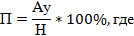 П = Ау/Н * 100%, где